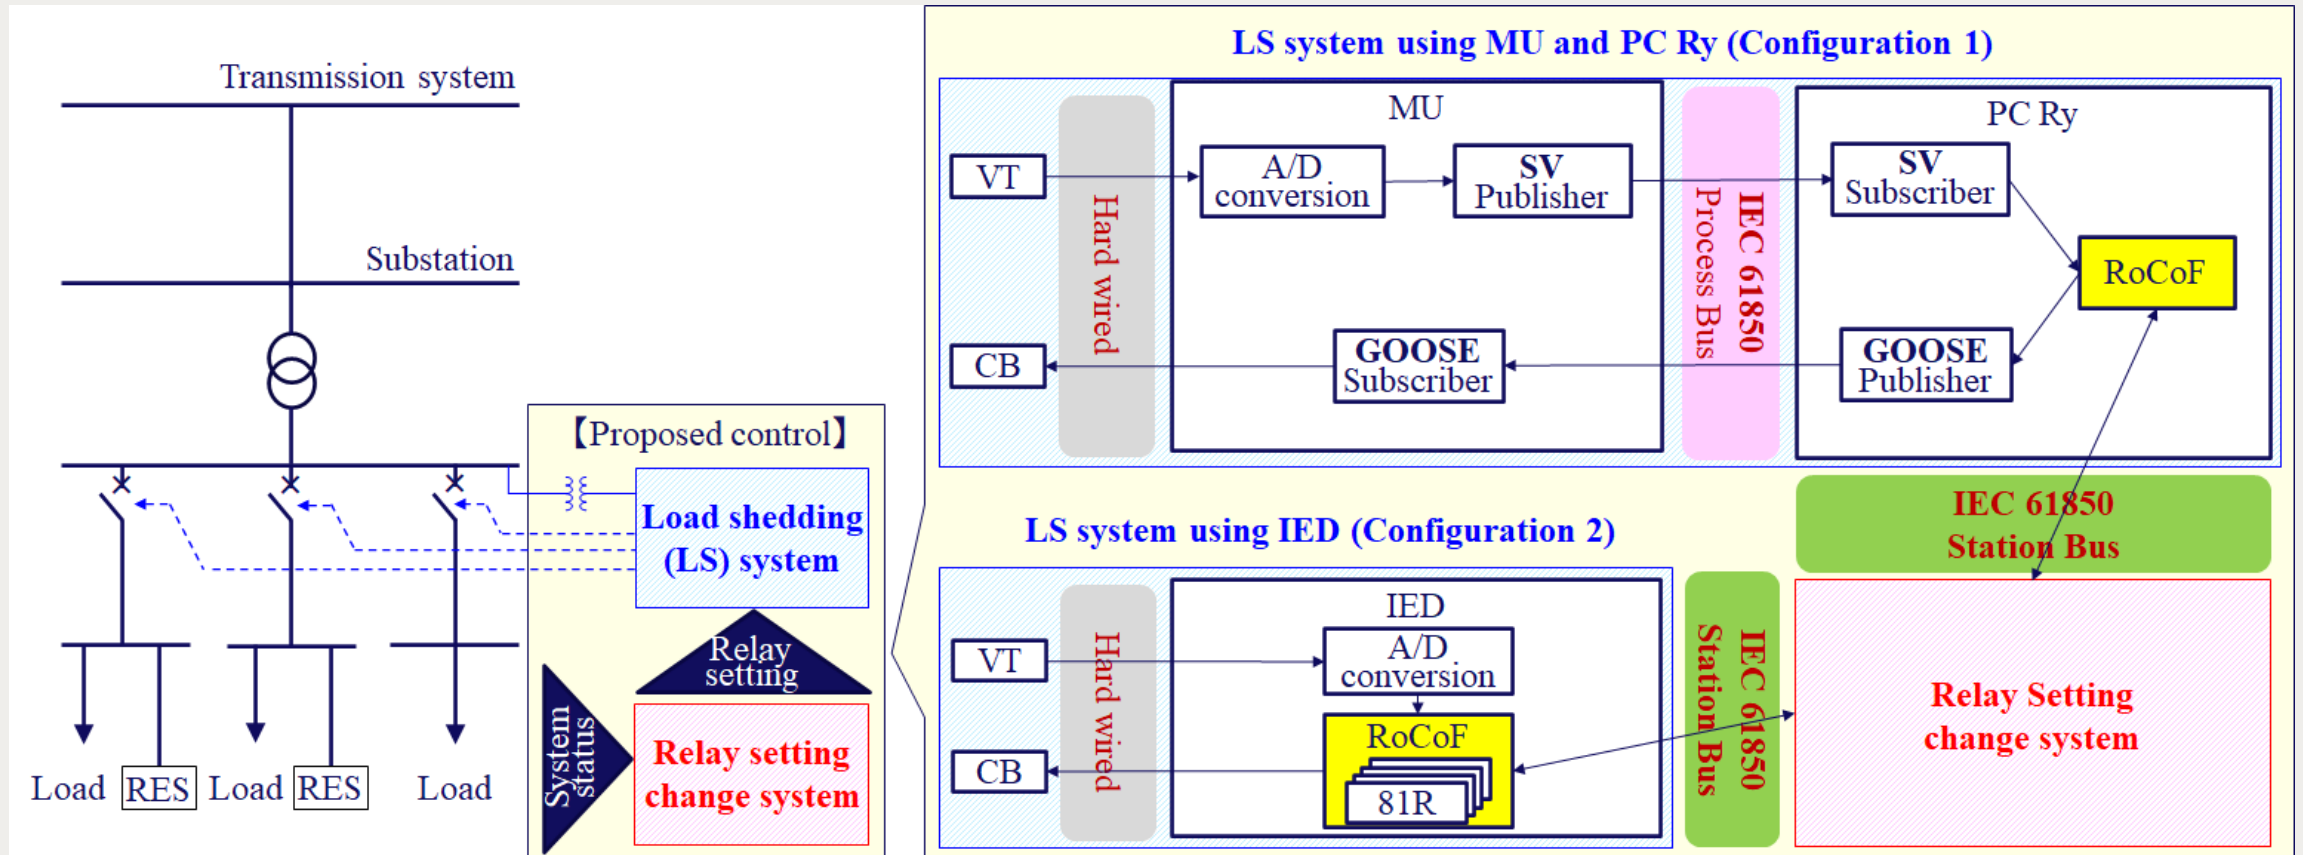 Transmission system
Substation
Load
RES
Load
RES
Load
【Proposed control】
Load shedding
(LS) system
Relay
setting
System
status
Relay setting
change system
LS system using MU and PC Ry (Configuration 1)
VT
CB
Hard wired
MU
A/D
conversion
SV
Publisher
GOOSE
Subscriber
IEC 61850
Process Bus
PC Ry
SV
Subscriber
RoCoF
GOOSE
Publisher
IEC 61850
Station Bus
LS system using IED (Configuration 2)
VT
CB
Hard wired
IED
A/D
conversion
RoCoF
81R
IEC 61850
Station Bus
Relay Setting
change system